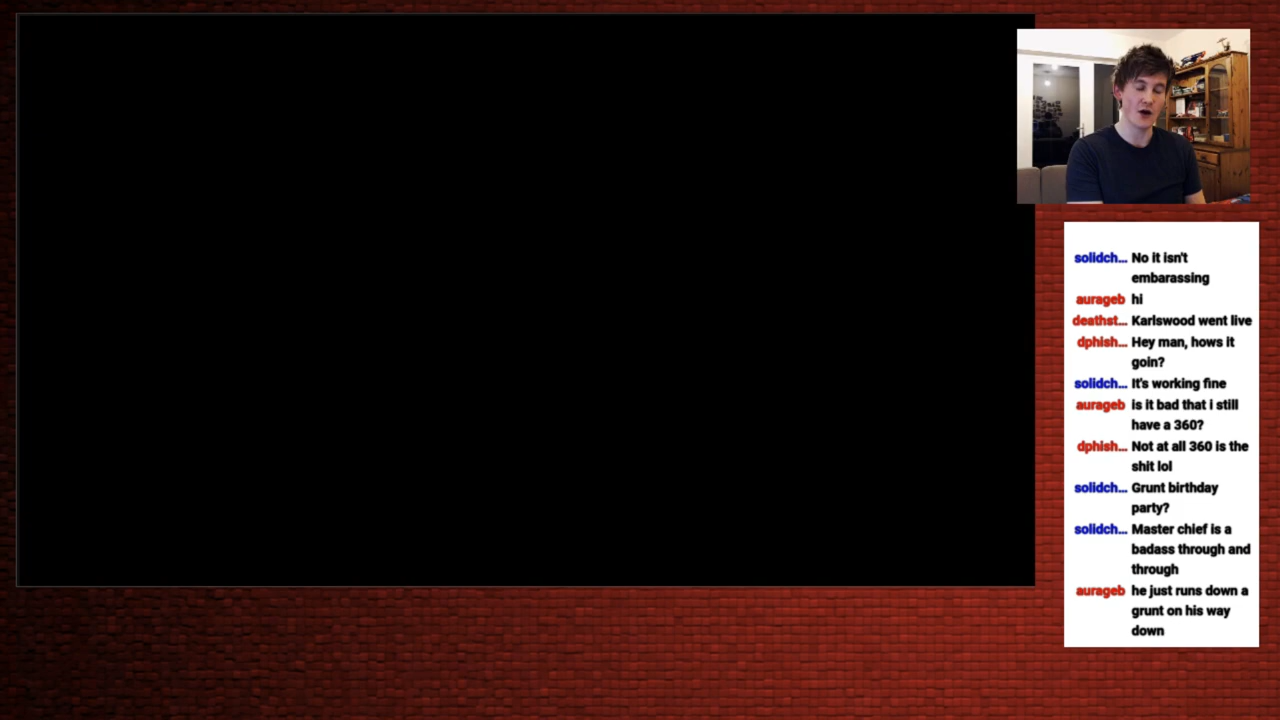 solidch... No it isn't
embarassing
aurageb hi
deathst... Karlswood went live
dphish... Hey man, hows it
goin?
solidch... It's working fine
aurageb is it bad that i still
have a 360?
dphish... Not at all 360 is the
shit lol
solidch... Grunt birthday
party?
solidch... Master chief is a
badass through and
through
aurageb he just runs down a
grunt on his way
down